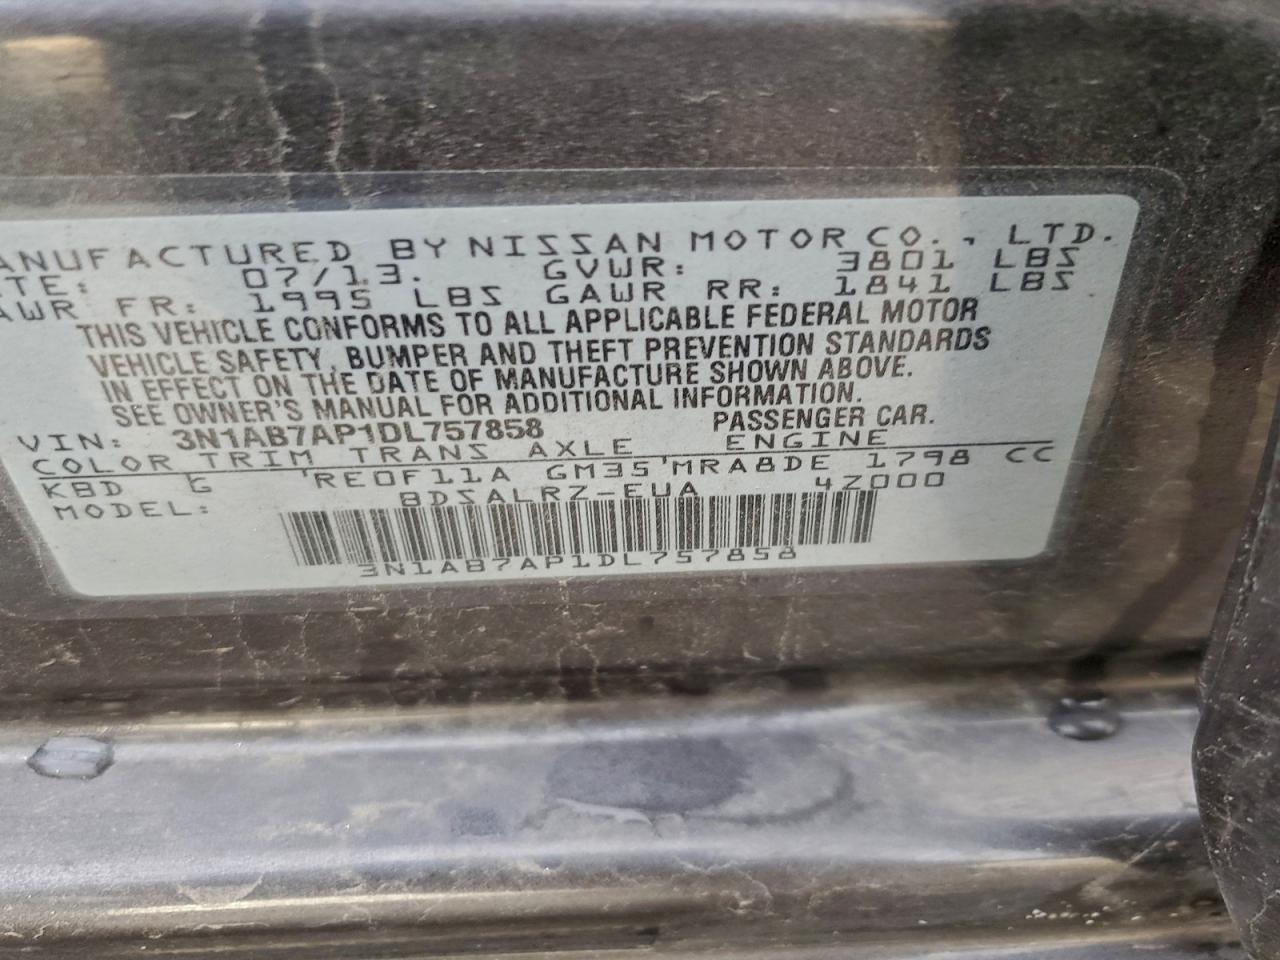 ANUFACTURED BY NISSAN MOTOR CO., LTD.
TE: 07/13. GVWR: 3801 LBS
AWR FR: 1995 LBS GAWR RR: 1841 LBS
THIS VEHICLE CONFORMS TO ALL APPLICABLE FEDERAL MOTOR
VEHICLE SAFETY, BUMPER AND THEFT PREVENTION STANDARDS
IN EFFECT ON THE DATE OF MANUFACTURE SHOWN ABOVE.
SEE OWNER'S MANUAL FOR ADDITIONAL INFORMATION.
VIN: 3N1AB7AP1DL757858 PASSENGER CAR.
COLOR TRIM TRANS AXLE ENGINE
KBD G REOF11A GM35 MRA8DE 1798 CC
MODEL: BDSALRZ-EUA 4Z000
3N1AB7AP1DL757858